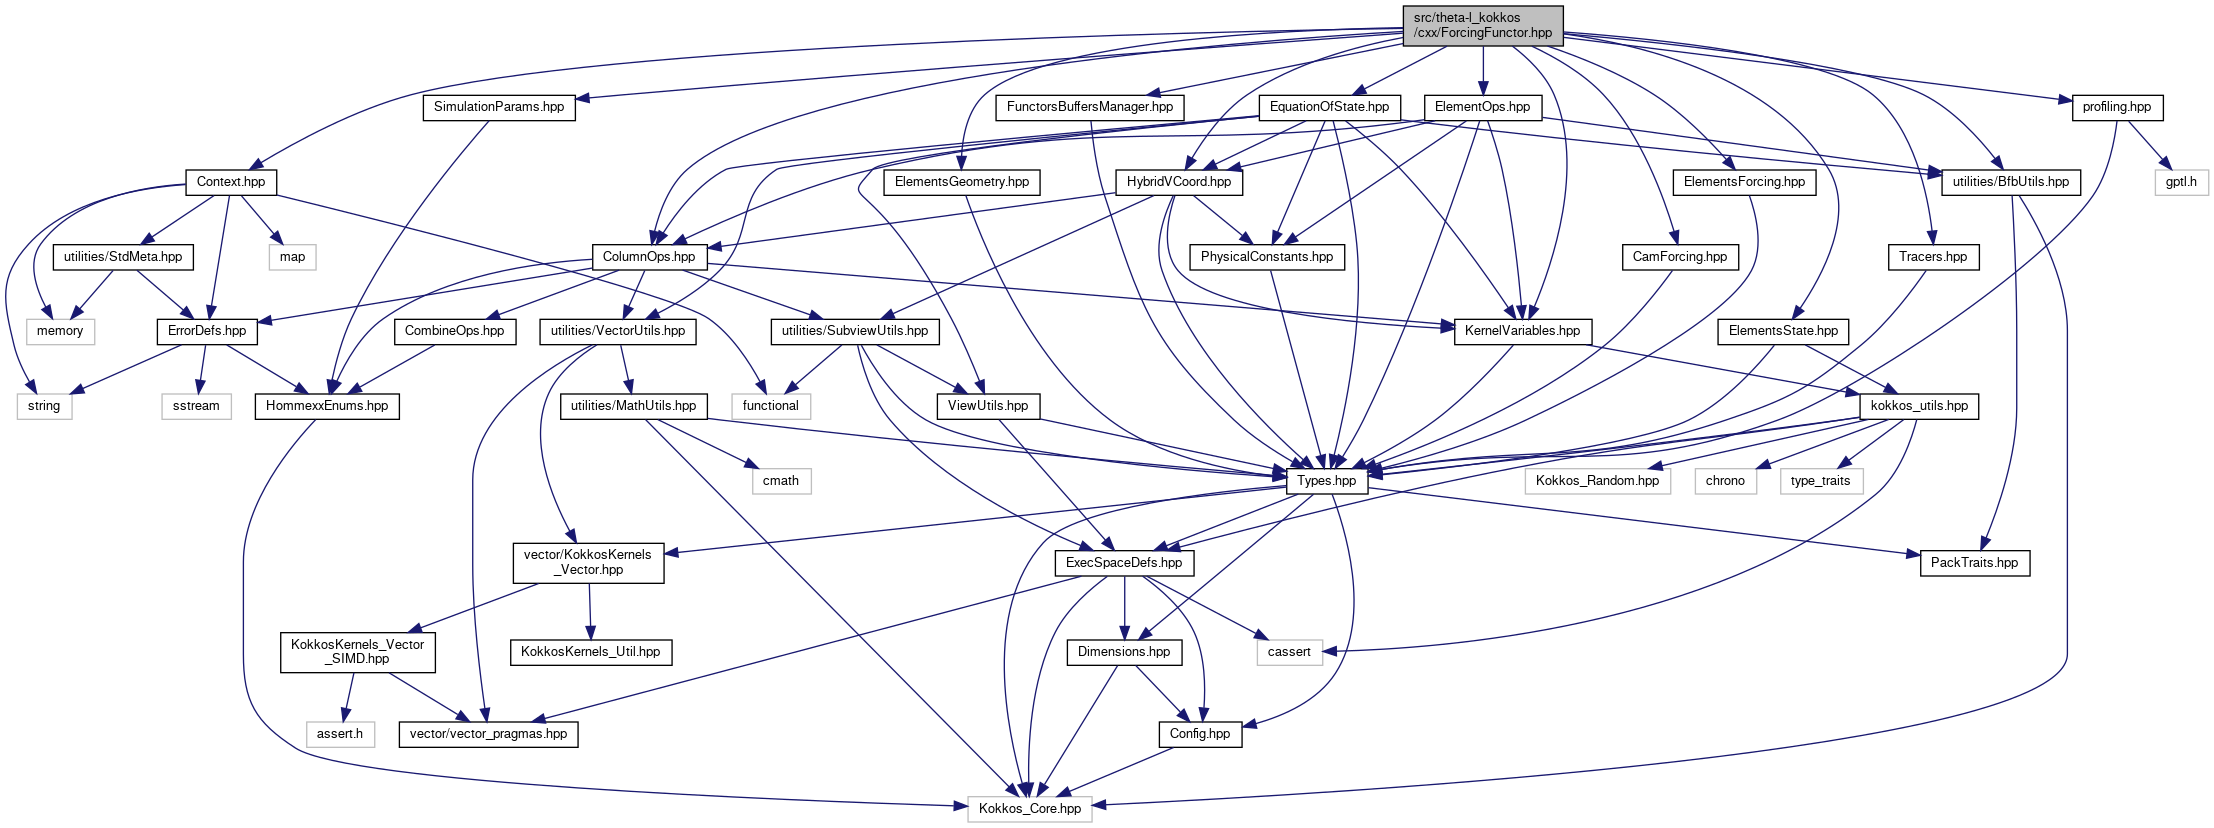 src/theta-l_kokkos
/cxx/ForcingFunctor.hpp
SimulationParams.hpp
FunctorsBuffersManager.hpp
EquationOfState.hpp
ElementOps.hpp
profiling.hpp
Context.hpp
ElementsGeometry.hpp
HybridVCoord.hpp
ElementsForcing.hpp
utilities/BfbUtils.hpp
gptl.h
utilities/StdMeta.hpp
map
ColumnOps.hpp
PhysicalConstants.hpp
CamForcing.hpp
Tracers.hpp
memory
ErrorDefs.hpp
CombineOps.hpp
utilities/VectorUtils.hpp
utilities/SubviewUtils.hpp
KernelVariables.hpp
ElementsState.hpp
string
sstream
HommexxEnums.hpp
utilities/MathUtils.hpp
functional
ViewUtils.hpp
kokkos_utils.hpp
cmath
Types.hpp
Kokkos_Random.hpp
chrono
type_traits
vector/KokkosKernels
_Vector.hpp
ExecSpaceDefs.hpp
PackTraits.hpp
KokkosKernels_Vector
_SIMD.hpp
KokkosKernels_Util.hpp
Dimensions.hpp
cassert
assert.h
vector/vector_pragmas.hpp
Config.hpp
Kokkos_Core.hpp